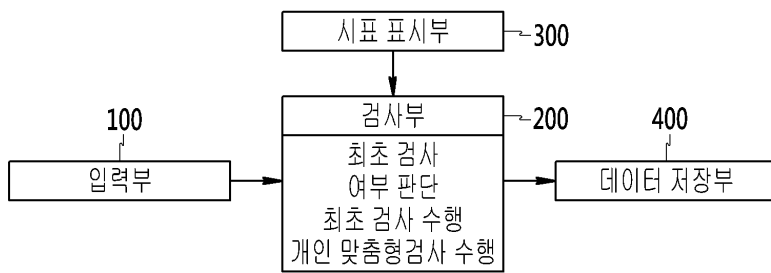 시표 표시부
300
검사부
200
100
입력부
최초 검사
여부 판단
최초 검사 수행
개인 맞춤형검사 수행
400
데이터 저장부